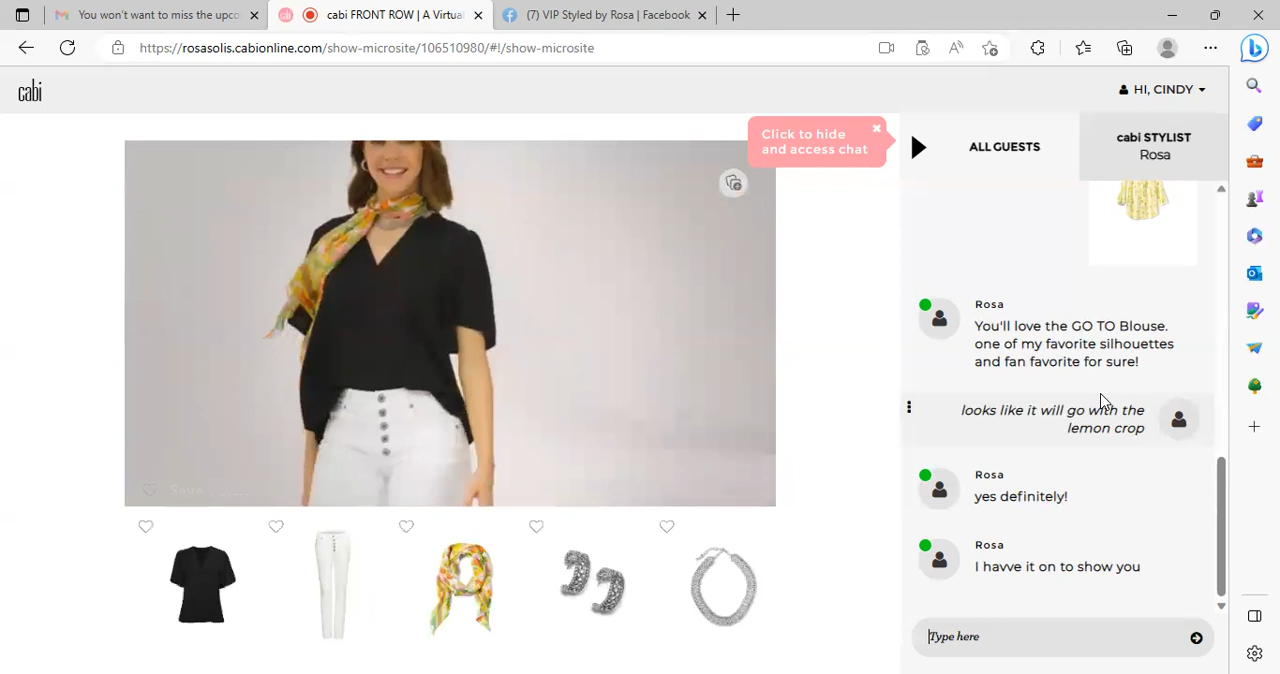 You won't want to miss the upco
cabi FRONT ROW | A Virtual
(7) VIP Styled by Rosa | Facebook
https://rosasolis.cabionline.com/show-microsite/106510980/#!/show-microsite
cabi
HI, CINDY
Click to hide
and access chat
ALL GUESTS
cabi STYLIST
Rosa
Rosa
You'll love the GO TO Blouse.
one of my favorite silhouettes
and fan favorite for sure!
looks like it will go with the
lemon crop
Rosa
yes definitely!
Rosa
I havve it on to show you
Save
Type here